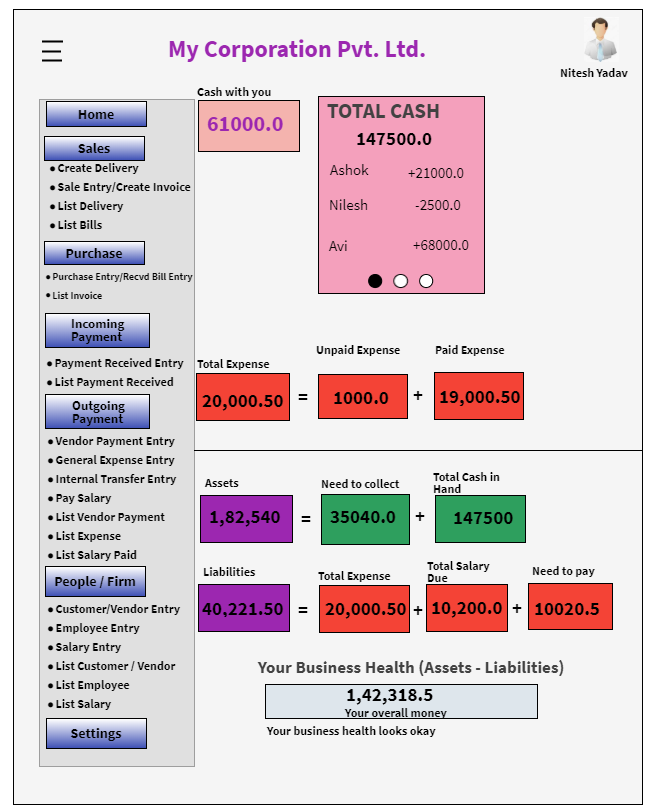 My Corporation Pvt. Ltd.
Nitesh Yadav
Home
Sales
• Create Delivery
• Sale Entry/Create Invoice
• List Delivery
• List Bills
Purchase
• Purchase Entry/Recvd Bill Entry
• List Invoice
Incoming
Payment
• Payment Received Entry
• List Payment Received
Outgoing
Payment
• Vendor Payment Entry
• General Expense Entry
• Internal Transfer Entry
• Pay Salary
• List Vendor Payment
• List Expense
• List Salary Paid
People / Firm
• Customer/Vendor Entry
• Employee Entry
• Salary Entry
• List Customer / Vendor
• List Employee
• List Salary
Settings
Cash with you
61000.0
TOTAL CASH
147500.0
Ashok +21000.0
Nilesh -2500.0
Avi +68000.0
Total Expense
Unpaid Expense
Paid Expense
20,000.50 = 1000.0 + 19,000.50
Assets
Need to collect
Total Cash in
Hand
1,82,540 = 35040.0 + 147500
Liabilities
Total Expense
Total Salary
Due
Need to pay
40,221.50 = 20,000.50 + 10,200.0 + 10020.5
Your Business Health (Assets - Liabilities)
1,42,318.5
Your overall money
Your business health looks okay